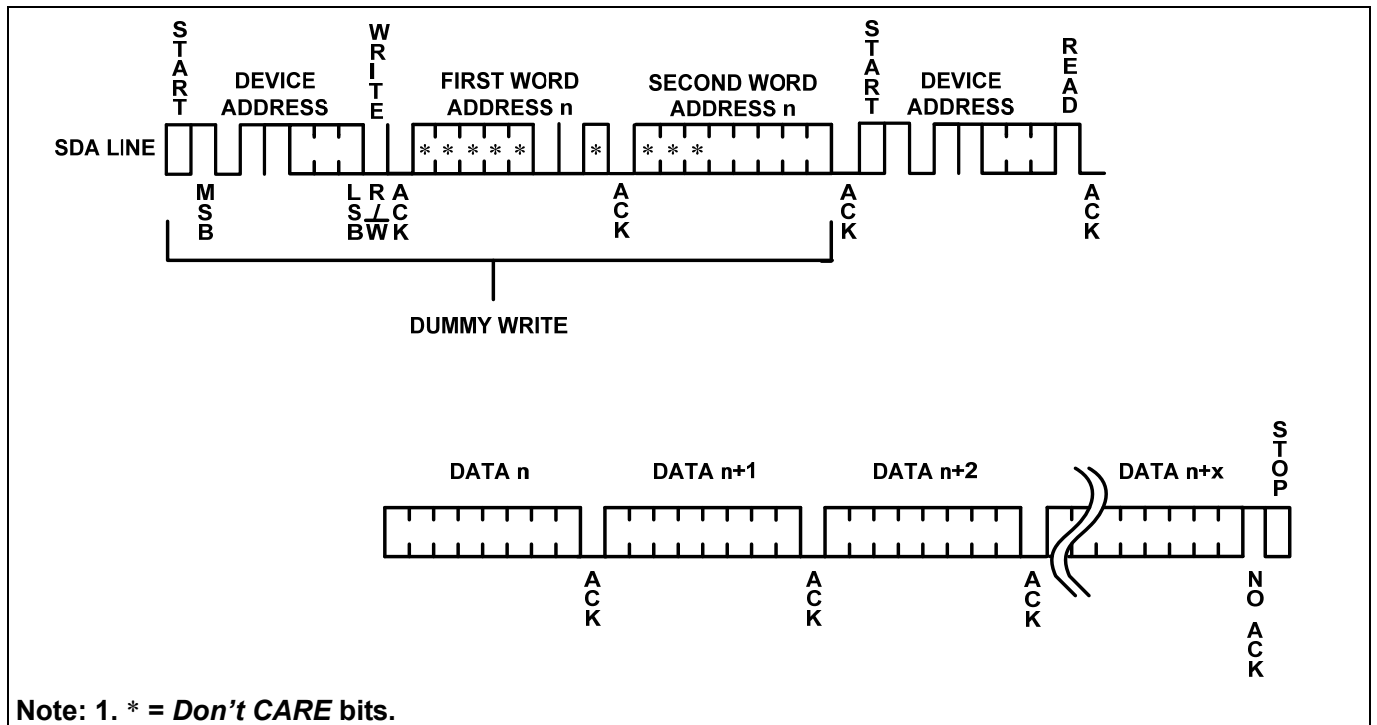 START
WRITE
START
READ
DEVICE
ADDRESS
FIRST WORD
ADDRESS n
SECOND WORD
ADDRESS n
DEVICE
ADDRESS
SDA LINE
* * * * *
*
* * *
MSB
LSB
R/W
ACK
ACK
ACK
ACK
DUMMY WRITE
DATA n
DATA n+1
DATA n+2
DATA n+x
STOP
ACK
ACK
ACK
NO ACK
Note: 1. * = Don't CARE bits.